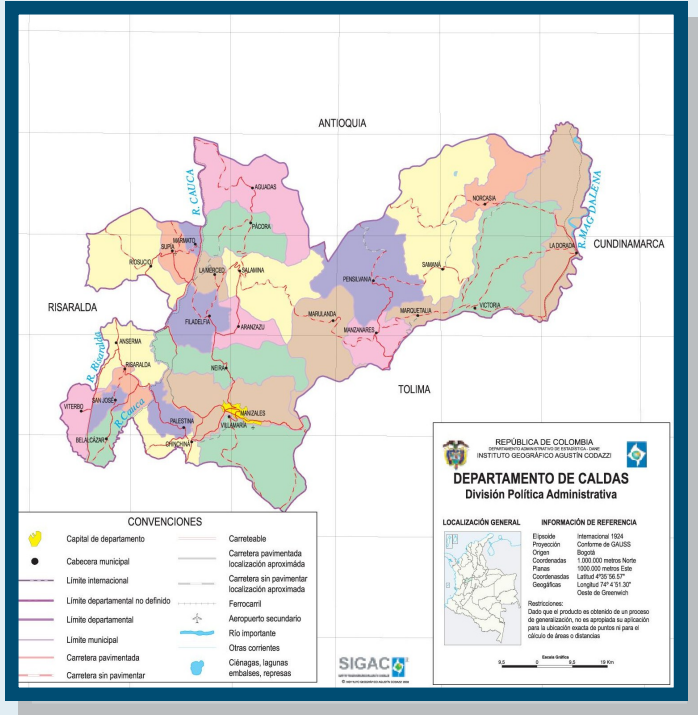 ANTIOQUIA
R. CAUCA
AGUADAS
NORCASIA
R. MAGDALENA
PÁCORA
MARMATO
SUPIA
LA DORADA
CUNDINAMARCA
RIOSUCIO
LA MERCED
SALAMINA
SAMANÁ
PENSILVANIA
RISARALDA
FILADELFIA
MARULANDA
MARQUETALIA
VICTORIA
ARANZAZU
MANZANARES
R. Risaralda
ANSERMA
RISARALDA
NEIRA
TOLIMA
SAN JOSÉ
VITERBO
R. Cauca
MANIZALES
PALESTINA
VILLAMARÍA
BELALCÁZAR
CHINCHINÁ
CONVENCIONES
Capital de departamento
Cabecera municipal
Límite internacional
Límite departamental no definido
Límite departamental
Límite municipal
Carretera pavimentada
Carretera sin pavimentar
Carreteable
Carretera pavimentada
localización aproximáda
Carretera sin pavimentar
localización aproximada
Ferrocarril
Aeropuerto secundario
Río importante
Otras corrientes
Ciénagas, lagunas
embalses, represas
SIGAC
REPÚBLICA DE COLOMBIA
DEPARTAMENTO ADMINISTRATIVO DE ESTADÍSTICA - DANE
INSTITUTO GEOGRÁFICO AGUSTÍN CODAZZI
DEPARTAMENTO DE CALDAS
División Política Administrativa
LOCALIZACIÓN GENERAL
INFORMACIÓN DE REFERENCIA
Elipsoide Internacional 1924
Proyección Conforme de GAUSS
Origen Bogotá
Coordenadas 1.000.000 metros Norte
Planas 1000.000 metros Este
Coordenasdas Latitud 4°35'56.57"
Geográficas Longitud 74° 4'51.30"
Oeste de Greenwich
Restricciones:
Dado que el producto es obtenido de un proceso
de generalización, no es apropiada su aplicación
para la ubicación exacta de puntos ni para el
cálculo de áreas o distancias
Escala Gráfica
9.5 0 9.5 19 Km